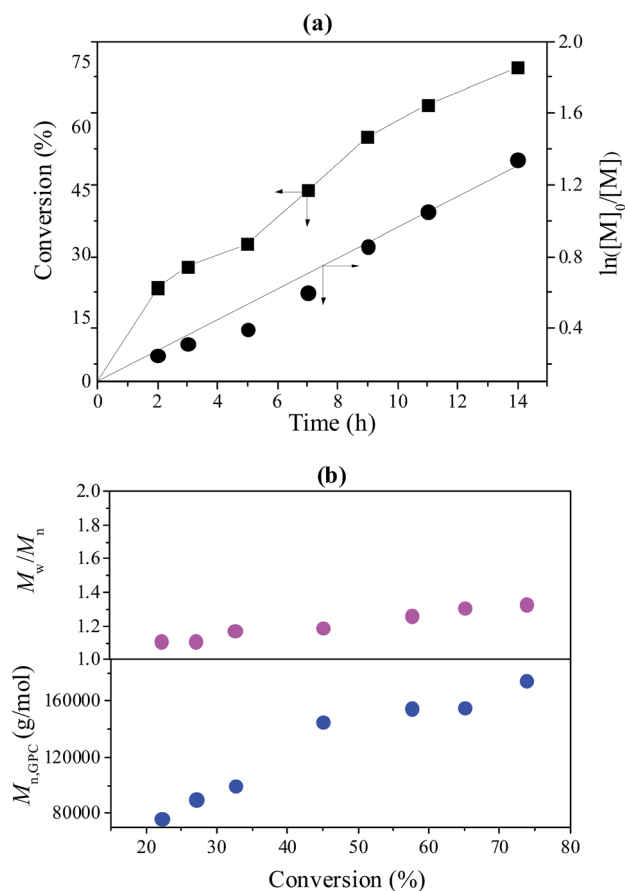 (a)
75
60
45
30
15
0
Conversion (%)
2.0
1.6
1.2
0.8
0.4
ln([M]0/[M])
0 2 4 6 8 10 12 14
Time (h)
(b)
2.0
1.8
1.6
1.4
1.2
1.0
Mw/Mn
160000
120000
80000
Mn,GPC (g/mol)
20 30 40 50 60 70 80
Conversion (%)